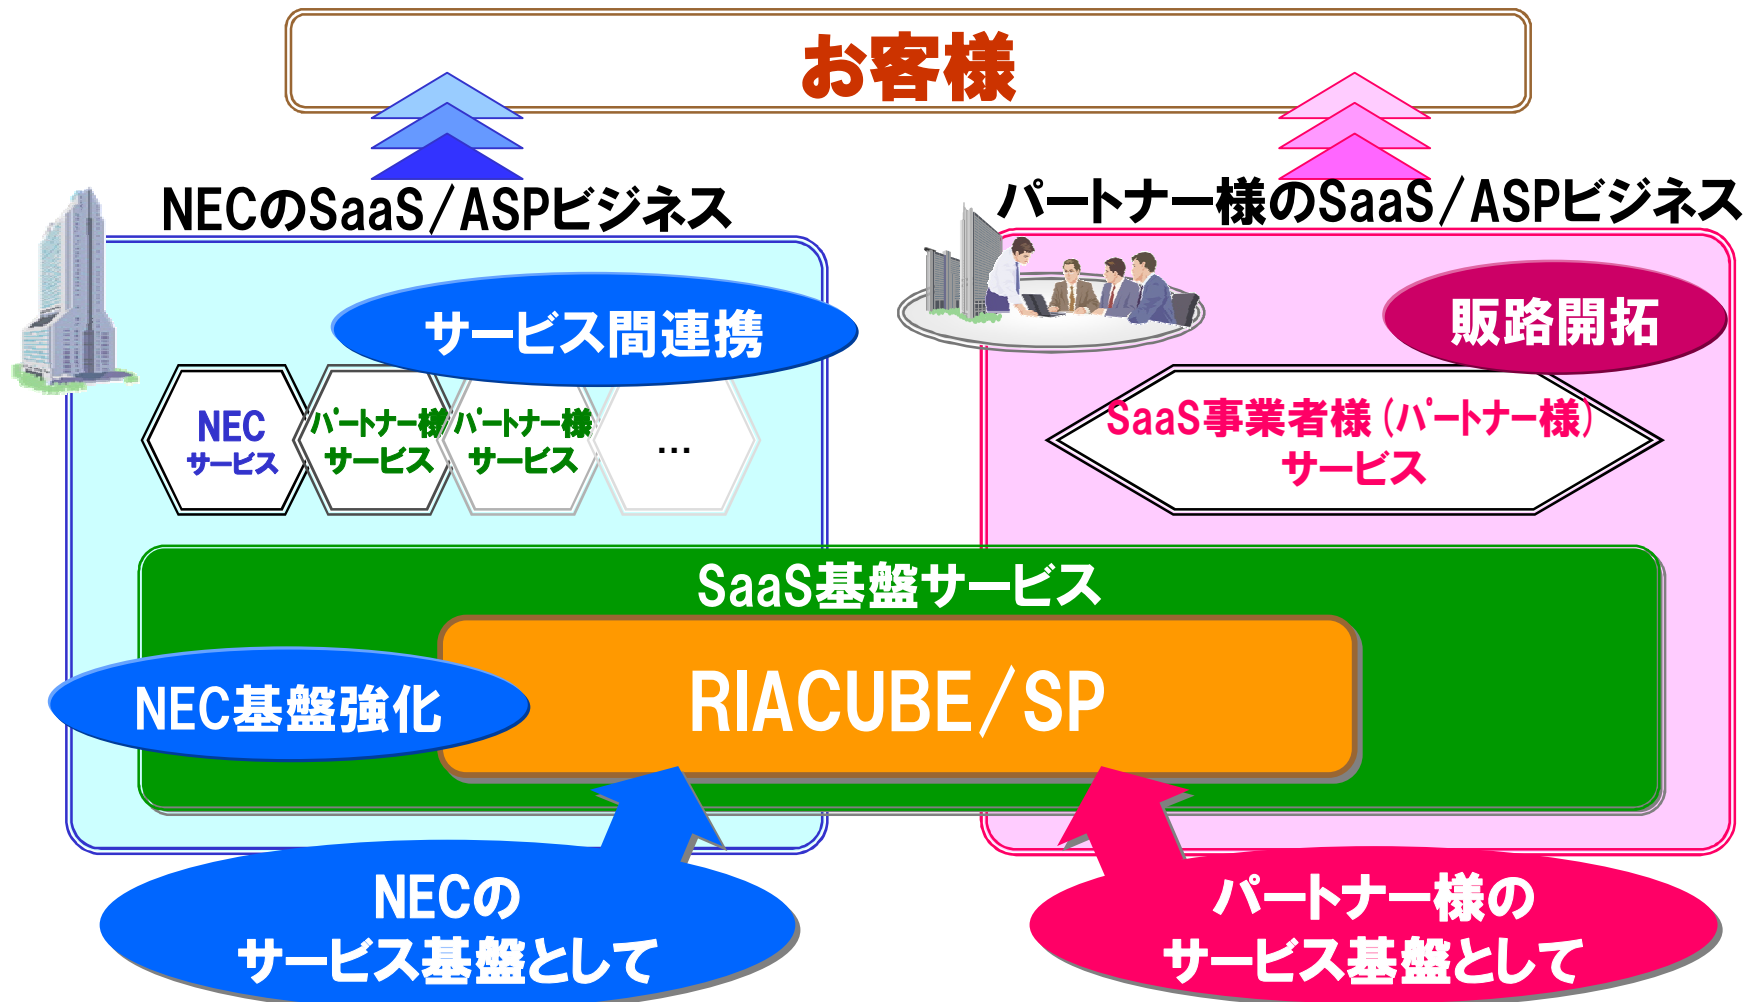 お客様
NECのSaaS/ASPビジネス
パートナー様のSaaS/ASPビジネス
サービス間連携
販路開拓
NEC
サービス
パートナー様
サービス
パートナー様
サービス
…
SaaS事業者様(パートナー様)
サービス
SaaS基盤サービス
NEC基盤強化
RIACUBE/SP
NECの
サービス基盤として
パートナー様の
サービス基盤として